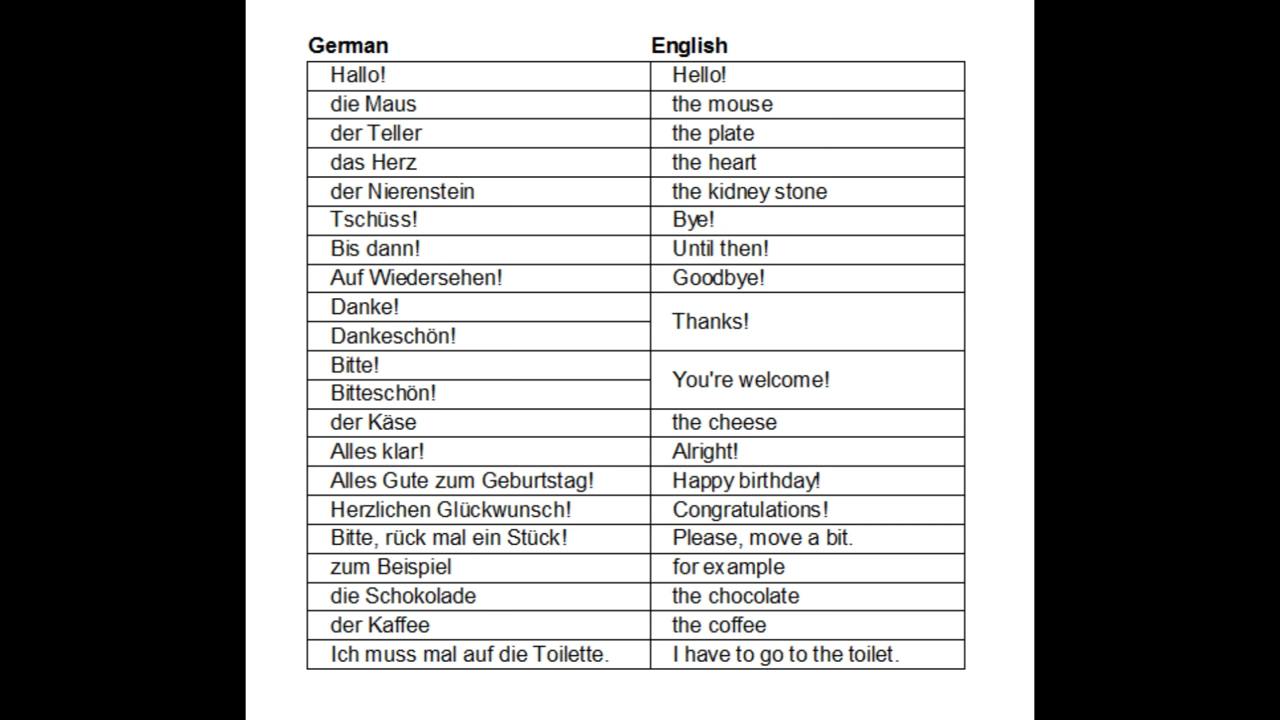 German English
Hallo! Hello!
die Maus the mouse
der Teller the plate
das Herz the heart
der Nierenstein the kidney stone
Tschüss! Bye!
Bis dann! Until then!
Auf Wiedersehen! Goodbye!
Danke!
Thanks!
Dankeschön!
Bitte!
You're welcome!
Bitteschön!
der Käse the cheese
Alles klar! Alright!
Alles Gute zum Geburtstag! Happy birthday!
Herzlichen Glückwunsch! Congratulations!
Bitte, rück mal ein Stück! Please, move a bit.
zum Beispiel for example
die Schokolade the chocolate
der Kaffee the coffee
Ich muss mal auf die Toilette. I have to go to the toilet.